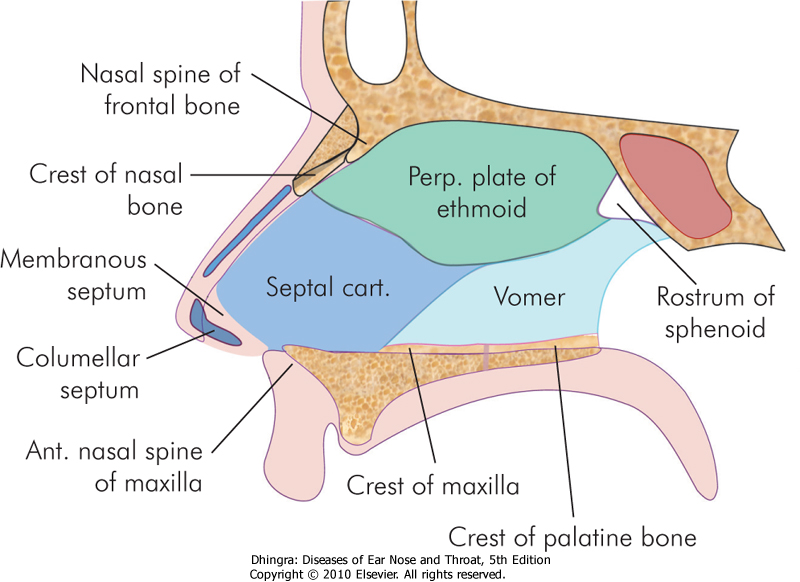 Nasal spine of
frontal bone
Crest of nasal
bone
Perp. plate of
ethmoid
Membranous
septum
Septal cart.
Vomer
Rostrum of
sphenoid
Columellar
septum
Ant. nasal spine
of maxilla
Crest of maxilla
Crest of palatine bone
Dhingra: Diseases of Ear Nose and Throat, 5th Edition
Copyright © 2010 Elsevier. All rights reserved.